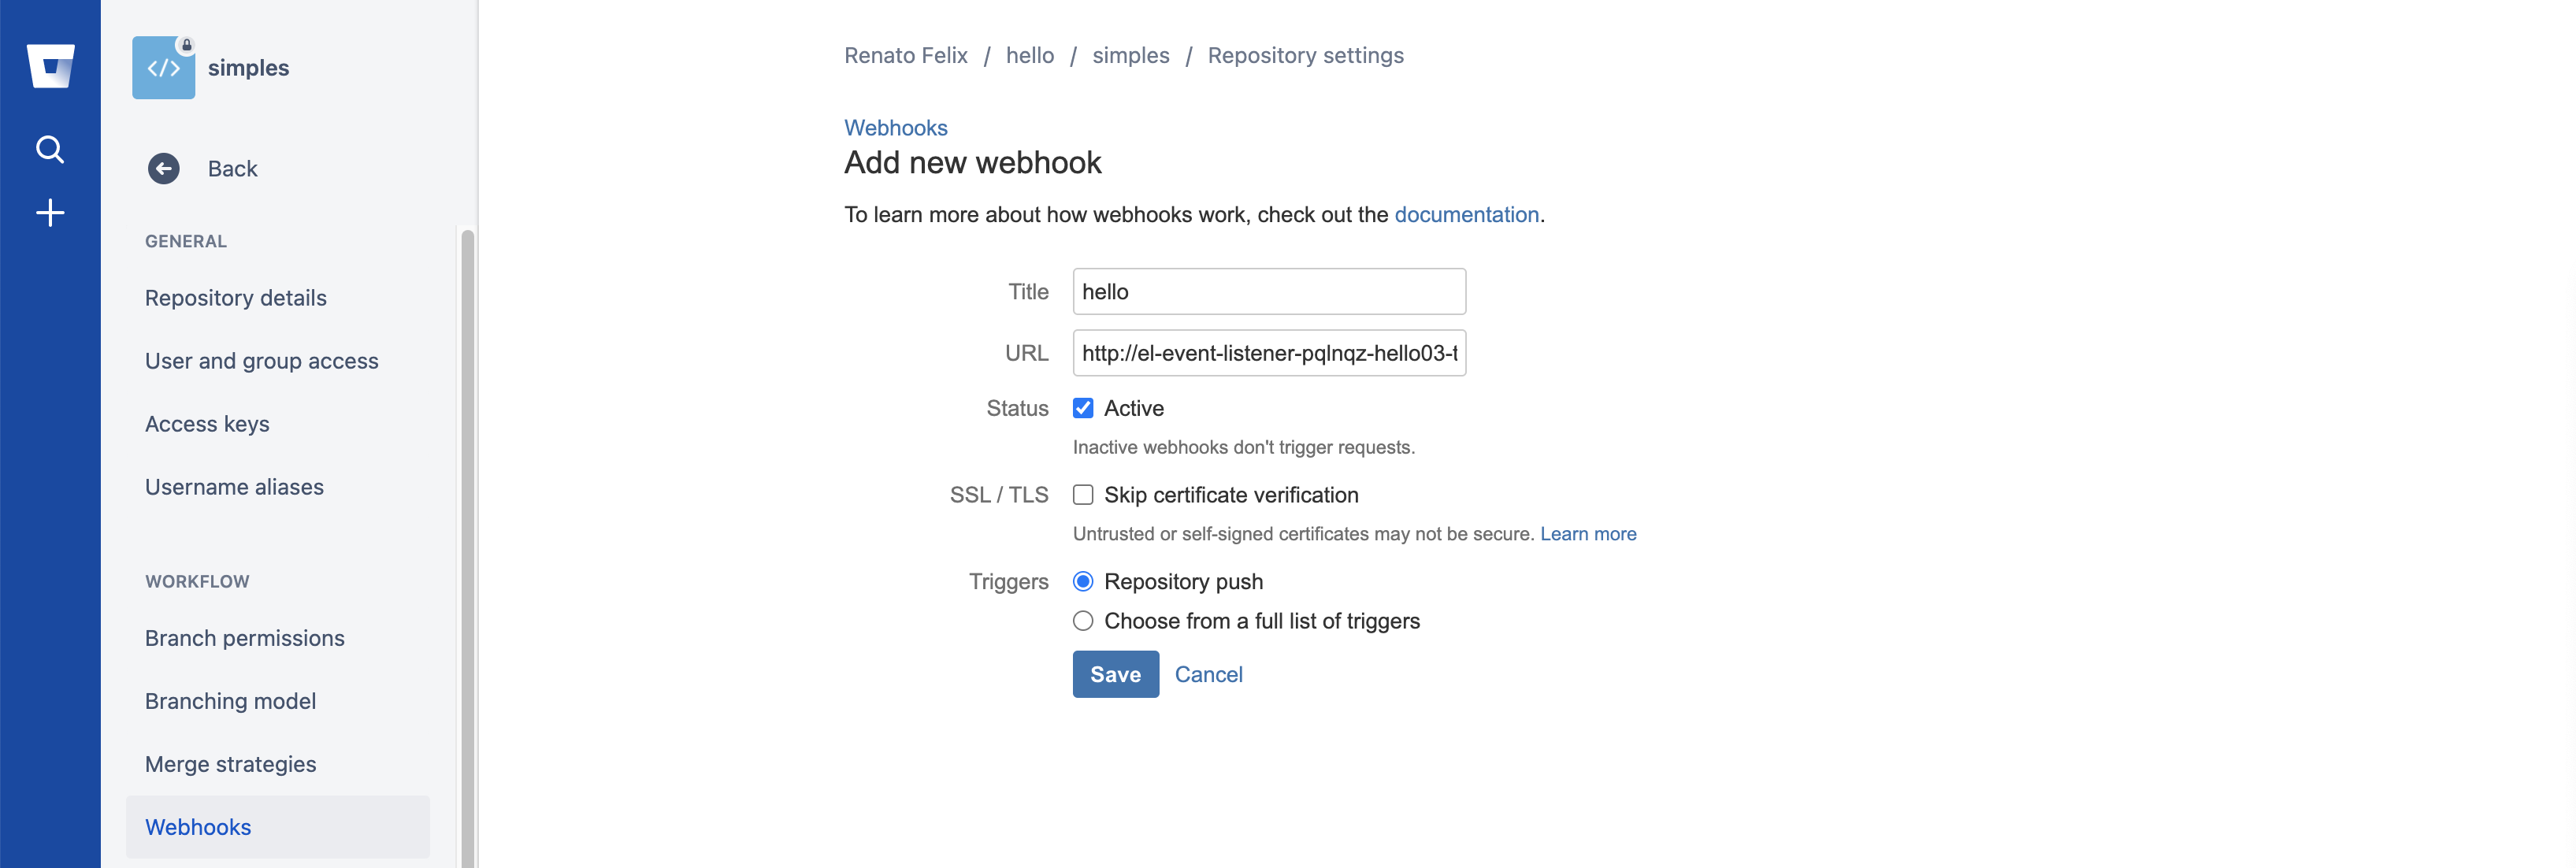 simples
Back
GENERAL
Repository details
User and group access
Access keys
Username aliases
WORKFLOW
Branch permissions
Branching model
Merge strategies
Webhooks
Renato Felix / hello / simples / Repository settings
Webhooks
Add new webhook
To learn more about how webhooks work, check out the documentation.
Title hello
URL http://el-event-listener-pqlnqz-hello03-t
Status Active
Inactive webhooks don't trigger requests.
SSL / TLS Skip certificate verification
Untrusted or self-signed certificates may not be secure. Learn more
Triggers Repository push
Choose from a full list of triggers
Save Cancel